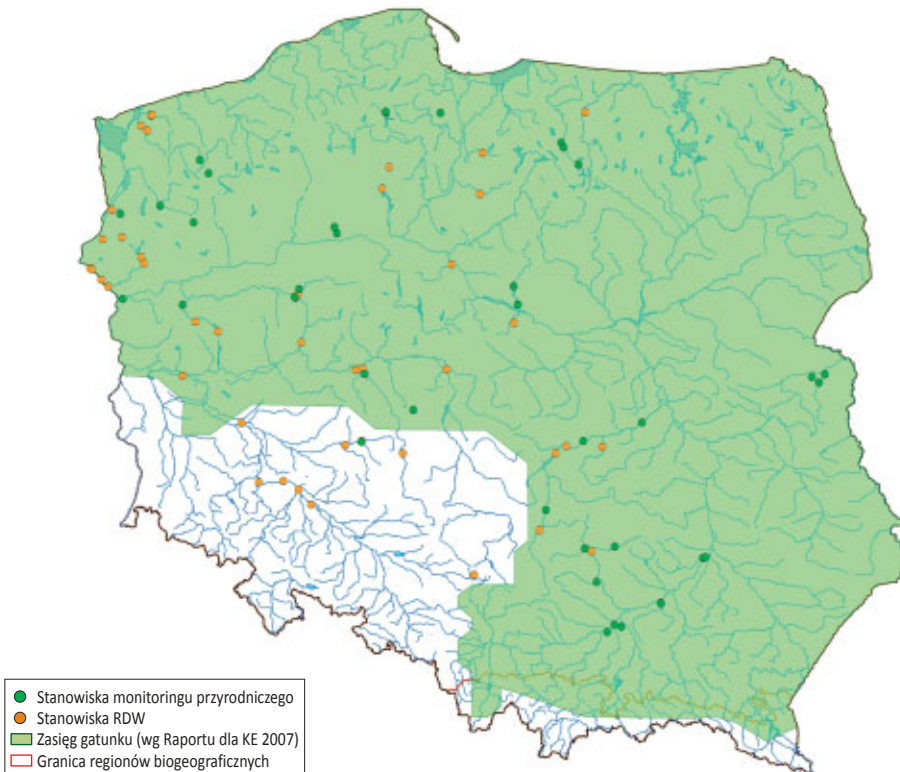 Stanowiska monitoringu przyrodniczego
Stanowiska RDW
Zasięg gatunku (wg Raportu dla KE 2007)
Granica regionów biogeograficznych